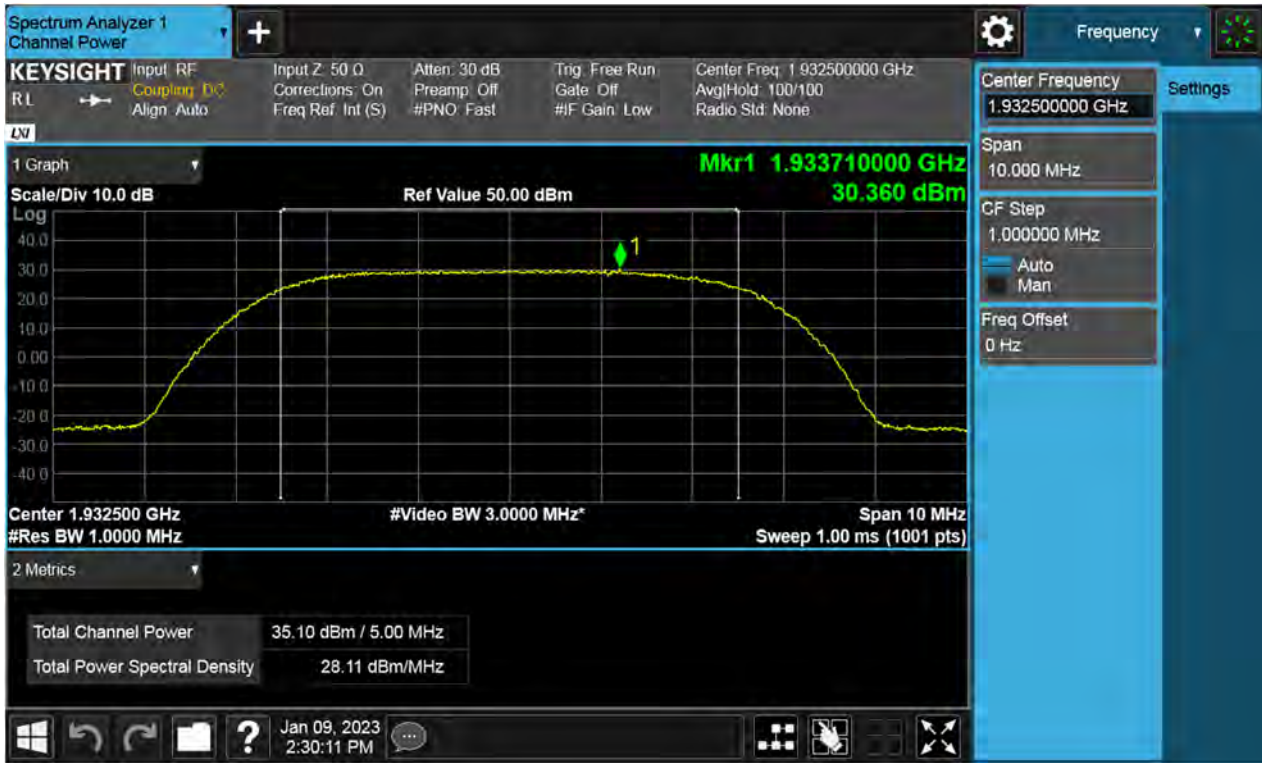 Spectrum Analyzer 1
Channel Power
+
Frequency
KEYSIGHT
R L
LXI
Input: RF
Coupling: DC
Align: Auto
Input Z: 50 Ω
Corrections: On
Freq Ref: Int (S)
Atten: 30 dB
Preamp: Off
#PNO: Fast
Trig: Free Run
Gate: Off
#IF Gain: Low
Center Freq: 1.932500000 GHz
Avg|Hold: 100/100
Radio Std: None
Center Frequency
1.932500000 GHz
Settings
Span
10.000 MHz
CF Step
1.000000 MHz
Auto
Man
Freq Offset
0 Hz
1 Graph
Mkr1 1.933710000 GHz
30.360 dBm
Scale/Div 10.0 dB
Ref Value 50.00 dBm
Log
40.0
30.0
20.0
10.0
0.00
-10.0
-20.0
-30.0
-40.0
1
Center 1.932500 GHz
#Video BW 3.0000 MHz*
Span 10 MHz
#Res BW 1.0000 MHz
Sweep 1.00 ms (1001 pts)
2 Metrics
Total Channel Power
35.10 dBm / 5.00 MHz
Total Power Spectral Density
28.11 dBm/MHz
?
Jan 09, 2023
2:30:11 PM